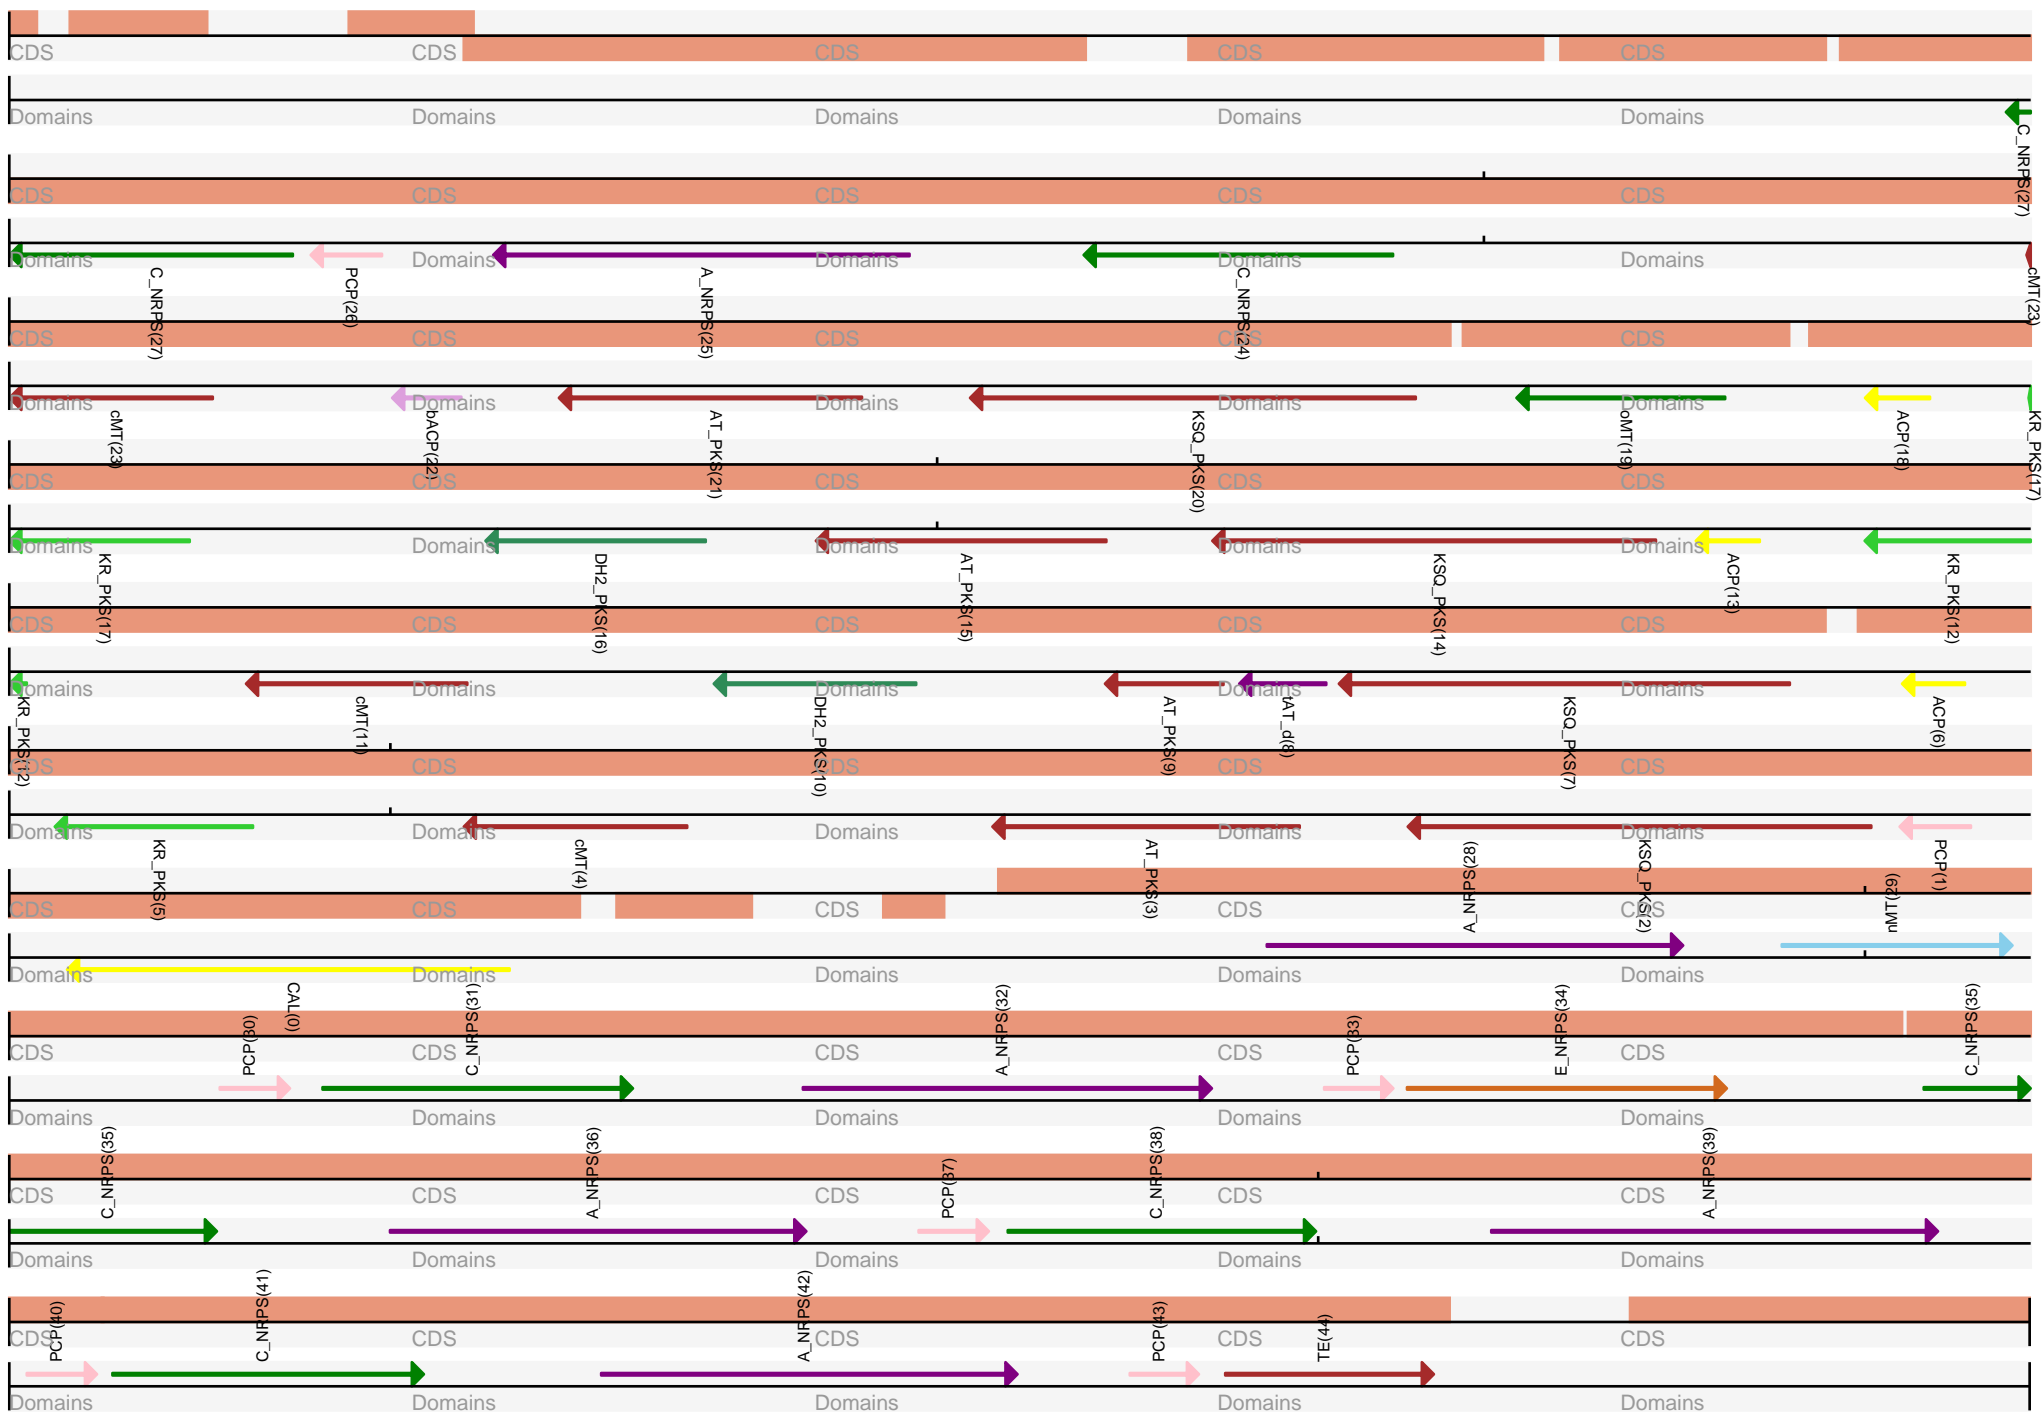 CDS CDS CDS CDS CDS
Domains Domains Domains Domains Domains
C_NRPS(27)
CDS CDS CDS CDS CDS
Domains Domains Domains Domains Domains
C_NRPS(27) PCP(26) A_NRPS(25) C_NRPS(24) cMT(23)
CDS CDS CDS CDS CDS
Domains Domains Domains Domains Domains
cMT(23) bACP(22) AT_PKS(21) KSQ_PKS(20) oMT(19) ACP(18) KR_PKS(17)
CDS CDS CDS CDS CDS
Domains Domains Domains Domains Domains
KR_PKS(17) DH2_PKS(16) AT_PKS(15) KSQ_PKS(14) ACP(13) KR_PKS(12)
CDS CDS CDS CDS CDS
Domains Domains Domains Domains Domains
KR_PKS(12) cMT(11) DH2_PKS(10) AT_PKS(9) tAT_d(8) KSQ_PKS(7) ACP(6)
CDS CDS CDS CDS CDS
Domains Domains Domains Domains Domains
KR_PKS(5) cMT(4) AT_PKS(3) A_NRPS(28) KSQ_PKS(2) nMT(29) PCP(1)
CDS CDS CDS CDS CDS
Domains Domains Domains Domains Domains
CAL(0) PCP(30) C_NRPS(31) A_NRPS(32) PCP(33) E_NRPS(34) C_NRPS(35)
CDS CDS CDS CDS CDS
Domains Domains Domains Domains Domains
C_NRPS(35) A_NRPS(36) PCP(37) C_NRPS(38) A_NRPS(39)
CDS CDS CDS CDS CDS
Domains Domains Domains Domains Domains
PCP(40) C_NRPS(41) A_NRPS(42) PCP(43) TE(44)
CDS CDS CDS CDS CDS
Domains Domains Domains Domains Domains